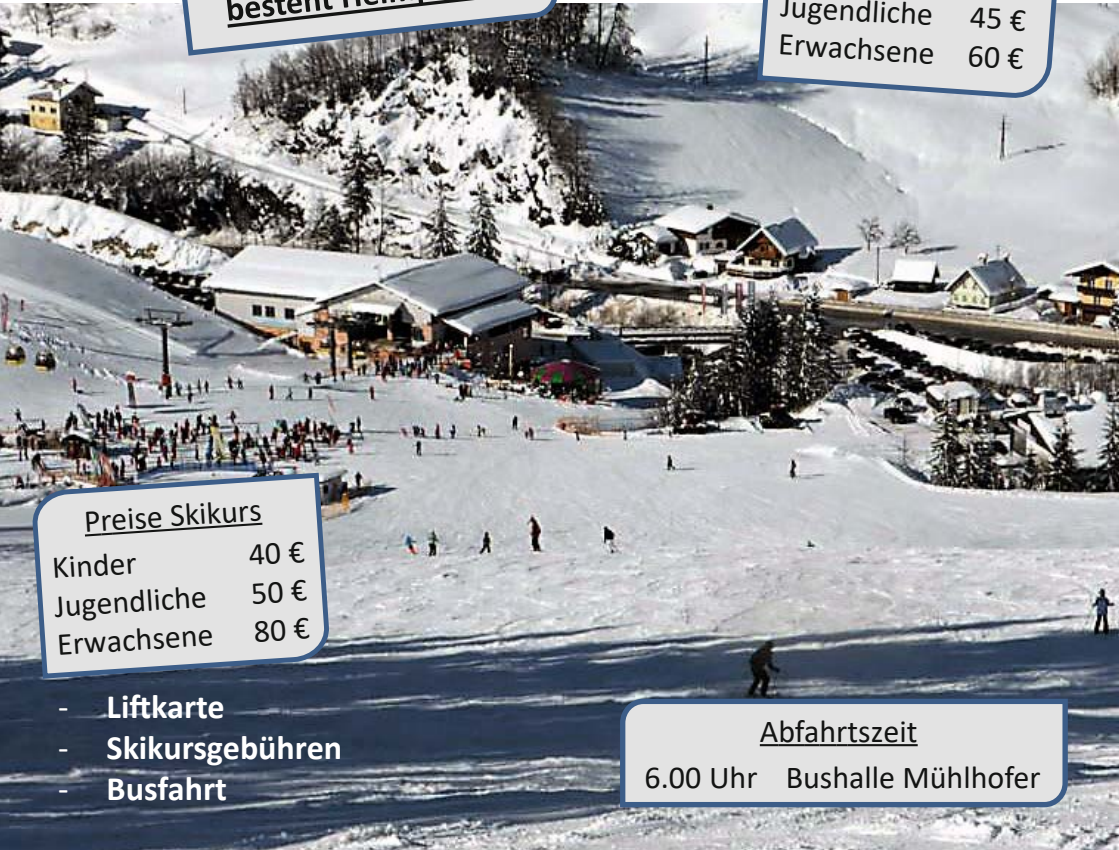 besteht
Jugendliche 45 €
Erwachsene 60 €
Preise Skikurs
Kinder 40 €
Jugendliche 50 €
Erwachsene 80 €
- Liftkarte
- Skikursgebühren
- Busfahrt
Abfahrtszeit
6.00 Uhr Bushalle Mühlhofer